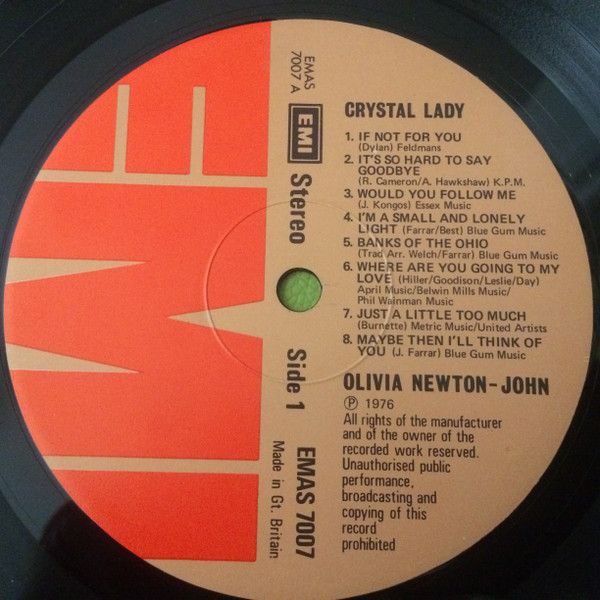 CRYSTAL LADY
1. IF NOT FOR YOU
(Dylan) Feldmans
2. IT'S SO HARD TO SAY
GOODBYE
(R. Cameron/A. Hawkshaw) K.P.M.
3. WOULD YOU FOLLOW ME
(J. Kongos) Essex Music
4. I'M A SMALL AND LONELY
LIGHT (Farrar/Best) Blue Gum Music
5. BANKS OF THE OHIO
(Trad Arr. Welch/Farrar) Blue Gum Music
6. WHERE ARE YOU GOING TO MY
LOVE (Hiller/Goodison/Leslie/Day)
April Music/Belwin Mills Music/
Phil Wainman Music
7. JUST A LITTLE TOO MUCH
(Burnette) Metric Music/United Artists
8. MAYBE THEN I'LL THINK OF
YOU (J. Farrar) Blue Gum Music
OLIVIA NEWTON-JOHN
℗ 1976
All rights of the manufacturer
and of the owner of the
recorded work reserved.
Unauthorised public
performance,
broadcasting and
copying of this
record
prohibited
EMAS
7007 A
EMI
Stereo
Side 1
EMAS 7007
Made in Gt. Britain
EMI